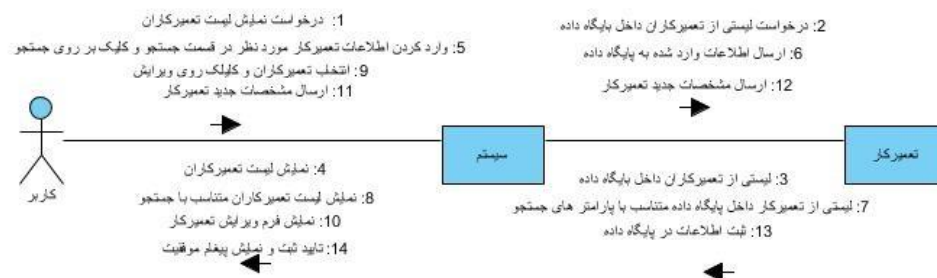 1: درخواست نمایش لیست تعمیرکاران
5: وارد کردن اطلاعات تعمیرکار مورد نظر در قسمت جستجو و کلیک بر روی جستجو
9: انتخاب تعمیرکاران و کلیلک روی ویرایش
11: ارسال مشخصات جدید تعمیرکار
2: درخواست لیستی از تعمیرکاران داخل بایگاه داده
6: ارسال اطلاعات وارد شده به پایگاه داده
12: ارسال مشخصات جدید تعمیرکار
کاربر
سیستم
تعمیرکار
4: نمایش لیست تعمیرکاران
8: نمایش لیست تعمیرکاران متناسب با جستجو
10: نمایش فرم ویرایش تعمیرکار
14: تایید ثبت و نمایش پیغام موفقیت
3: لیستی از تعمیرکاران داخل بایگاه داده
7: لیستی از تعمیرکار داخل پایگاه داده متناسب با پارامتر های جستجو
13: ثبت اطلاعات در پایگاه داده